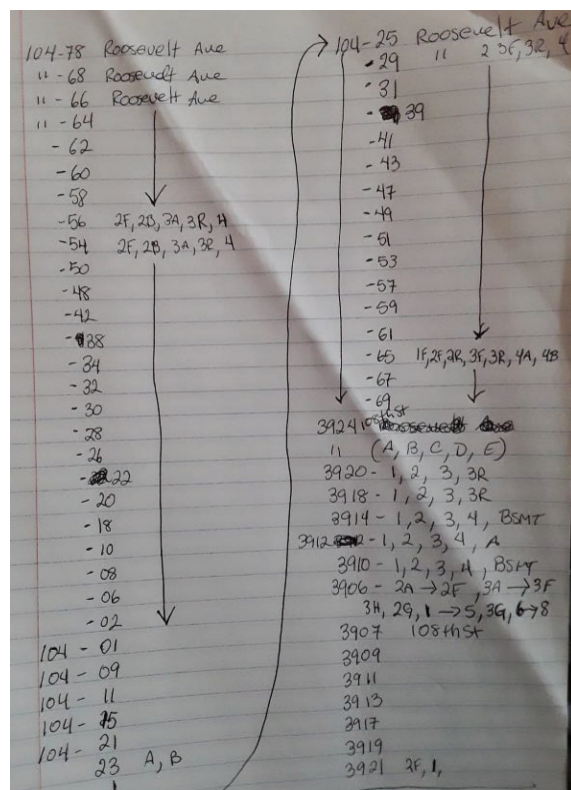 104-78 Roosevelt Ave
" - 68 Roosevelt Ave
" - 66 Roosevelt Ave
" - 64
- 62
- 60
- 58
-56 2F, 2B, 3A, 3R, 4
-54 2F, 2B, 3A, 3R, 4
-50
-48
-42
-38
-34
-32
-30
-28
-26
-22
-20
-18
-10
-08
-06
-02
104-01
104-09
104-11
104-15
104-21
23 A, B
104-25 Roosevelt Ave
-29 " 2 3F, 3R, 4
-31
-39
-41
-43
-47
-49
-51
-53
-57
-59
-61
-65 1F, 2F, 2R, 3F, 3R, 4A, 4B
-67
-69
3924 108th st
" (A, B, C, D, E)
3920 - 1, 2, 3, 3R
3918 - 1, 2, 3, 3R
3914 - 1, 2, 3, 4, BSMT
3912 - 1, 2, 3, 4, A
3910 - 1, 2, 3, 4, BSMT
3906 - 2A → 2F, 3A → 3F
3H, 2G, 1 → 5, 3G, 6→8
3907 108th St
3909
3911
3913
3917
3919
3921 2F, 1,